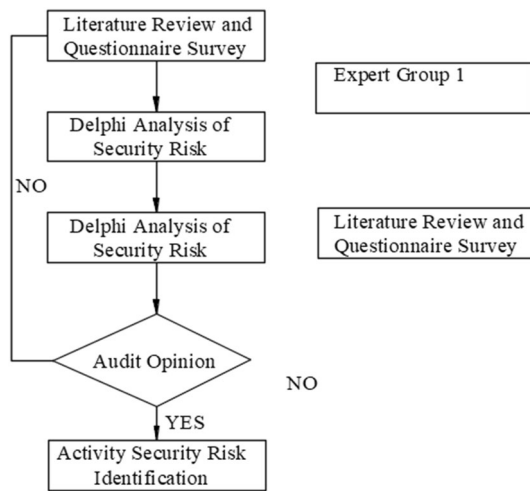 Literature Review and
Questionnaire Survey
Expert Group 1
Delphi Analysis of
Security Risk
NO
Delphi Analysis of
Security Risk
Literature Review and
Questionnaire Survey
Audit Opinion
NO
YES
Activity Security Risk
Identification